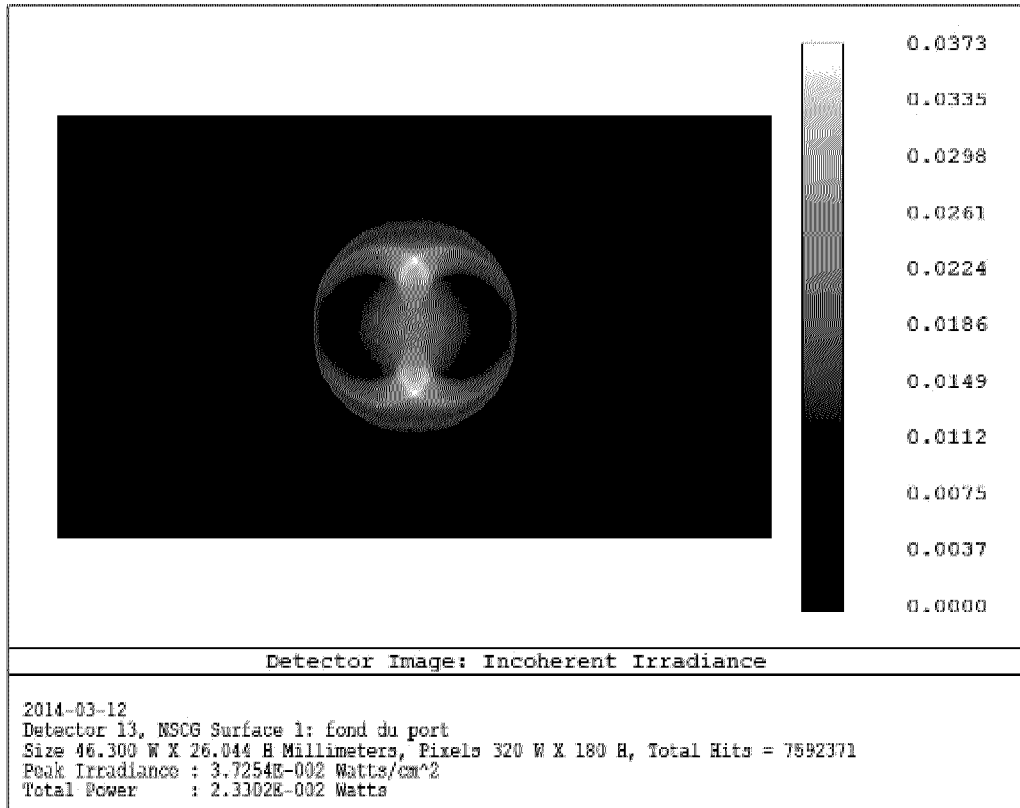 0.0373
0.0335
0.0298
0.0261
0.0224
0.0186
0.0149
0.0112
0.0075
0.0037
0.0000
Detector Image: Incoherent Irradiance
2014-03-12
Detector 13, NSCG Surface 1: fond du port
Size 46.300 W X 26.044 H Millimeters, Pixels 320 W X 180 H, Total Hits = 7592371
Peak Irradiance : 3.7254E-002 Watts/cm^2
Total Power     : 2.3302E-002 Watts